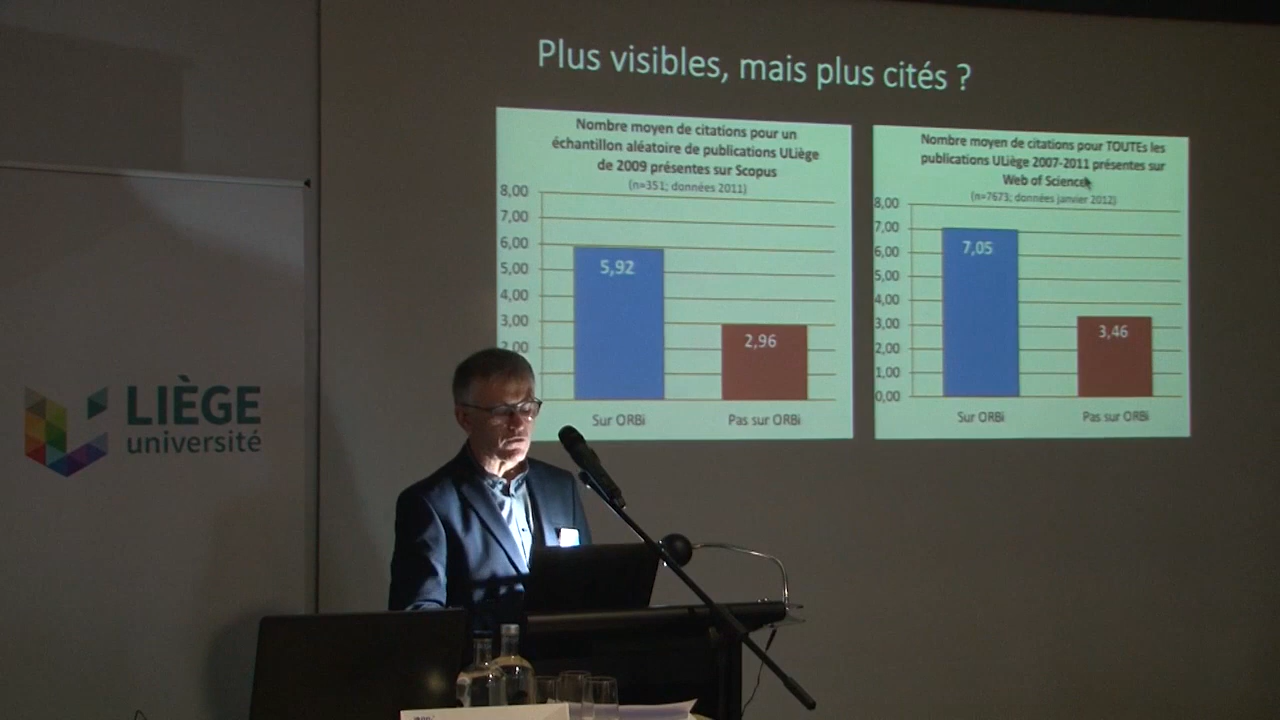 Plus visibles, mais plus cités ?
Nombre moyen de citations pour un
échantillon aléatoire de publications ULiège
de 2009 présentes sur Scopus
(n=351; données 2011)
8,00
7,00
6,00
5,00
4,00
3,00
2,00
5,92
2,96
Sur ORBi
Pas sur ORBi
Nombre moyen de citations pour TOUTEs les
publications ULiège 2007-2011 présentes sur
Web of Science
(n=7673; données janvier 2012)
8,00
7,00
6,00
5,00
4,00
3,00
2,00
1,00
0,00
7,05
3,46
Sur ORBi
Pas sur ORBi
LIÈGE
université